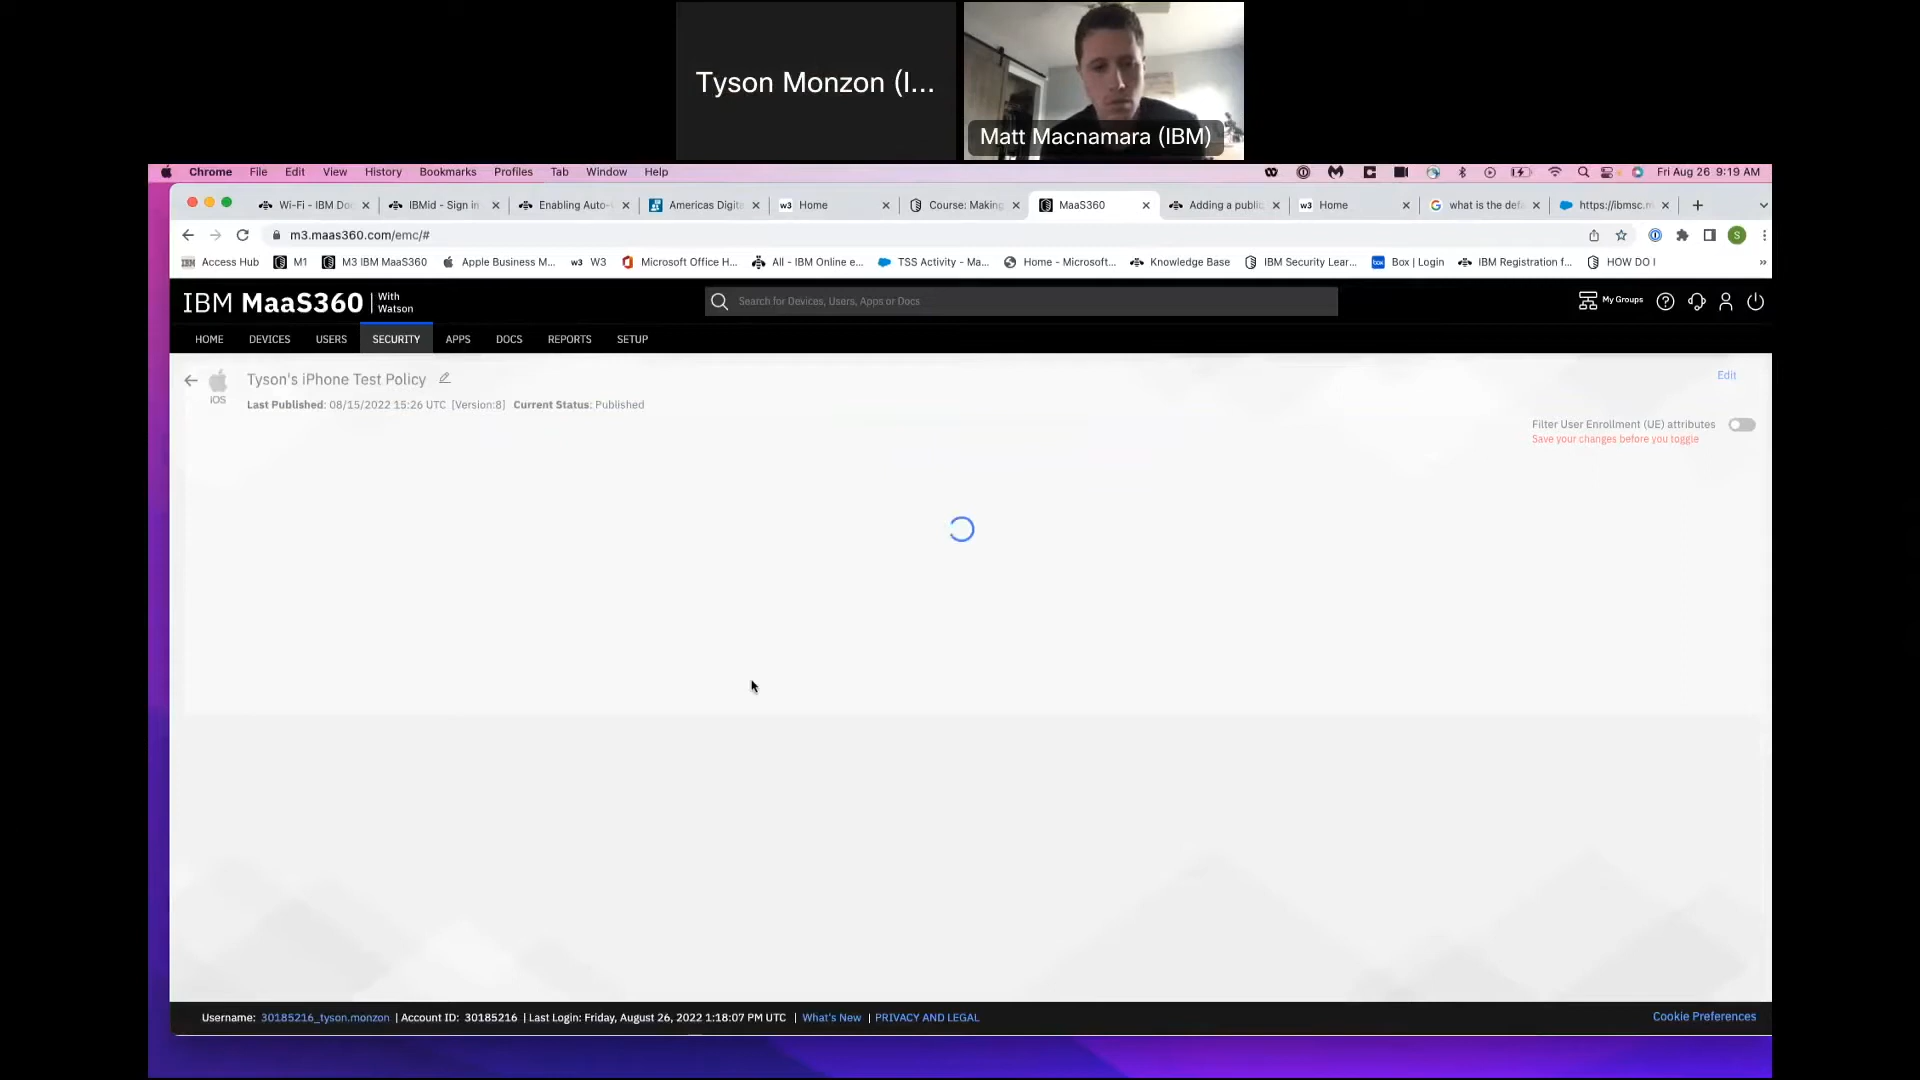 Tyson Monzon (I...
Matt Macnamara (IBM)
Chrome File Edit View History Bookmarks Profiles Tab Window Help Fri Aug 26 9:19 AM
Wi-Fi - IBM Do IBMid - Sign in Enabling Auto- Americas Digit w3 Home Course: Making MaaS360 Adding a public w3 Home what is the def https://ibmsc.m
m3.maas360.com/emc/# S
IBM Access Hub M1 M3 IBM MaaS360 Apple Business M... w3 W3 Microsoft Office H... All - IBM Online e... TSS Activity - Ma... Home - Microsoft... Knowledge Base IBM Security Lear... box Box | Login IBM Registration f... HOW DO I »
IBM MaaS360 | With Watson Search for Devices, Users, Apps or Docs My Groups
HOME DEVICES USERS SECURITY APPS DOCS REPORTS SETUP
Tyson's iPhone Test Policy Edit
iOS
Last Published: 08/15/2022 15:26 UTC [Version:8] Current Status: Published
Filter User Enrollment (UE) attributes
Save your changes before you toggle
Username: 30185216_tyson.monzon | Account ID: 30185216 | Last Login: Friday, August 26, 2022 1:18:07 PM UTC | What's New | PRIVACY AND LEGAL Cookie Preferences